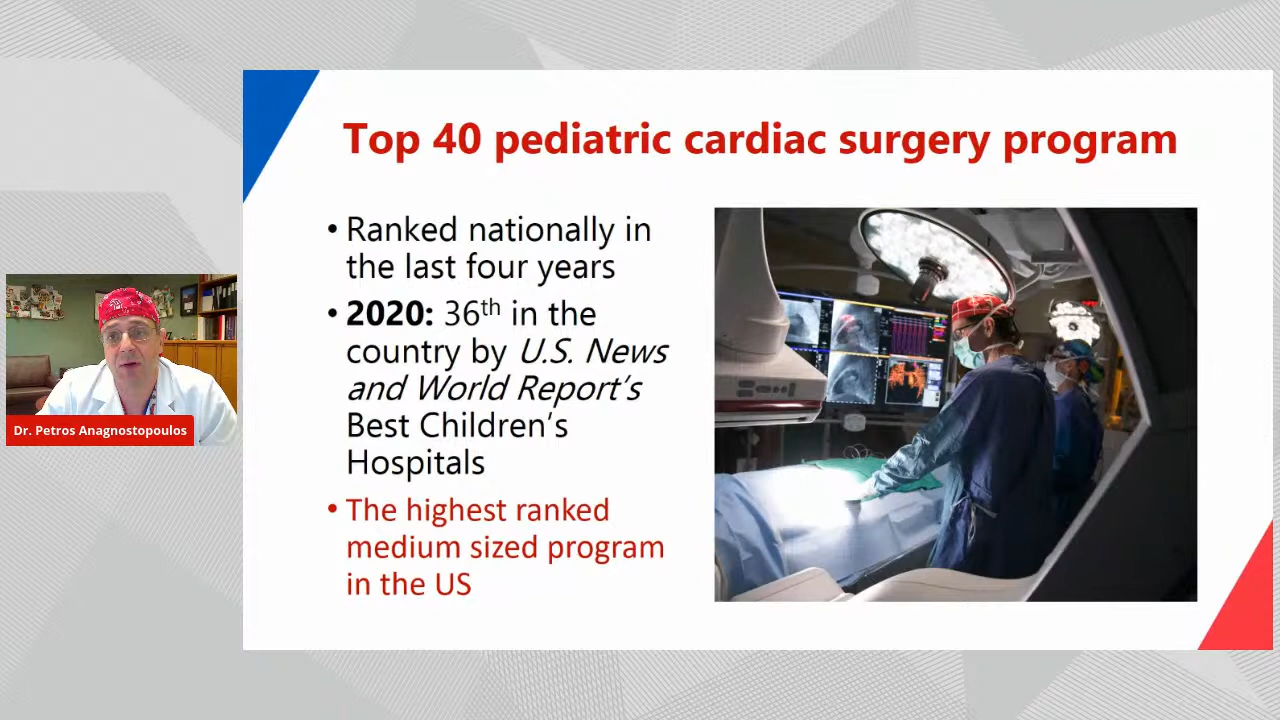 Top 40 pediatric cardiac surgery program
• Ranked nationally in
the last four years
• 2020: 36th in the
country by U.S. News
and World Report's
Best Children's
Hospitals
• The highest ranked
medium sized program
in the US
Dr. Petros Anagnostopoulos